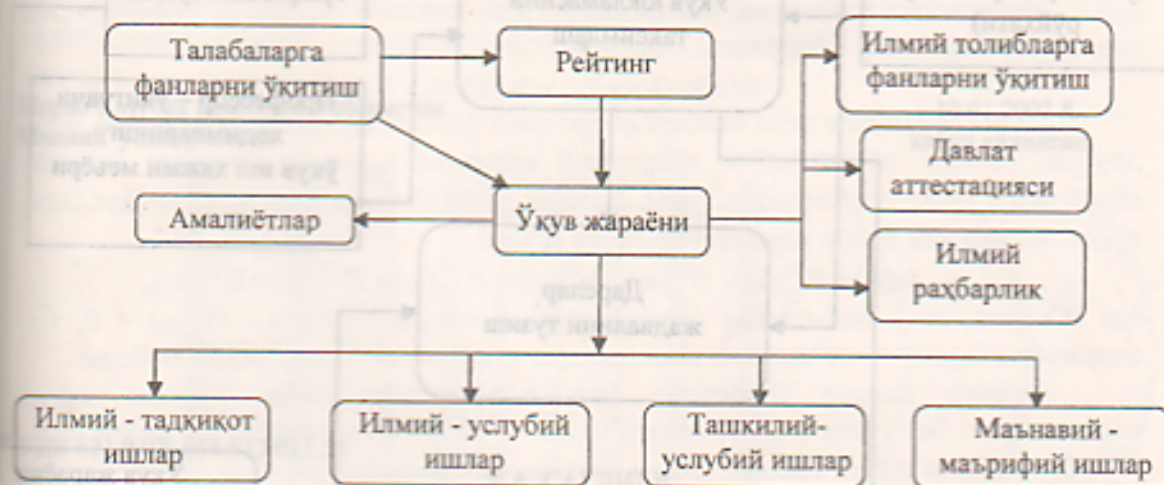 Талабаларга
фанларни ўқитиш
Рейтинг
Илмий толибларга
фанларни ўқитиш
Давлат
аттестацияси
Амалиётлар
Ўқув жараёни
Илмий
раҳбарлик
Илмий - тадқиқот
ишлар
Илмий - услубий
ишлар
Ташкилий-
услубий ишлар
Маънавий -
маърифий ишлар